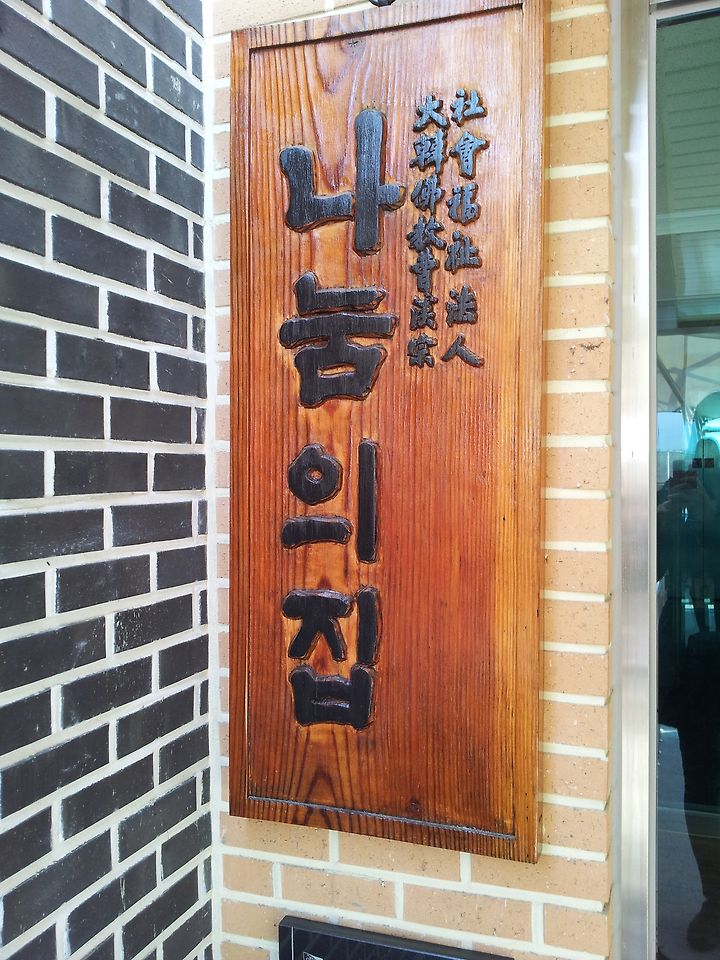 社會福祉法人
大韓佛教曹溪宗
나눔의집